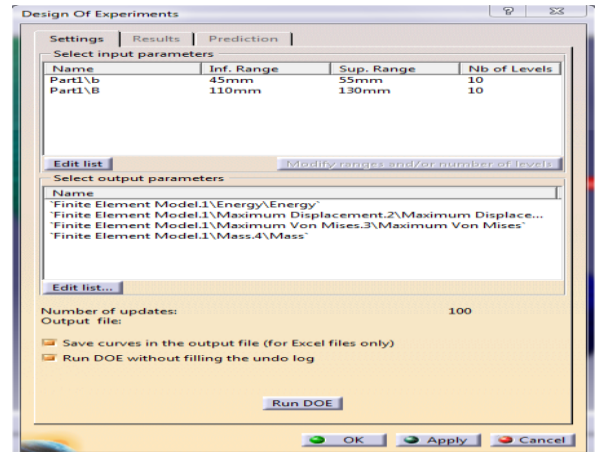 Design Of Experiments
Settings Results Prediction
Select input parameters
Name Inf. Range Sup. Range Nb of Levels
Part1\b 45mm 55mm 10
Part1\B 110mm 130mm 10
Edit list Modify ranges and/or number of levels
Select output parameters
Name
`Finite Element Model.1\Energy\Energy`
`Finite Element Model.1\Maximum Displacement.2\Maximum Displace...
`Finite Element Model.1\Maximum Von Mises.3\Maximum Von Mises`
`Finite Element Model.1\Mass.4\Mass`
Edit list...
Number of updates: 100
Output file:
Save curves in the output file (for Excel files only)
Run DOE without filling the undo log
Run DOE
OK Apply Cancel